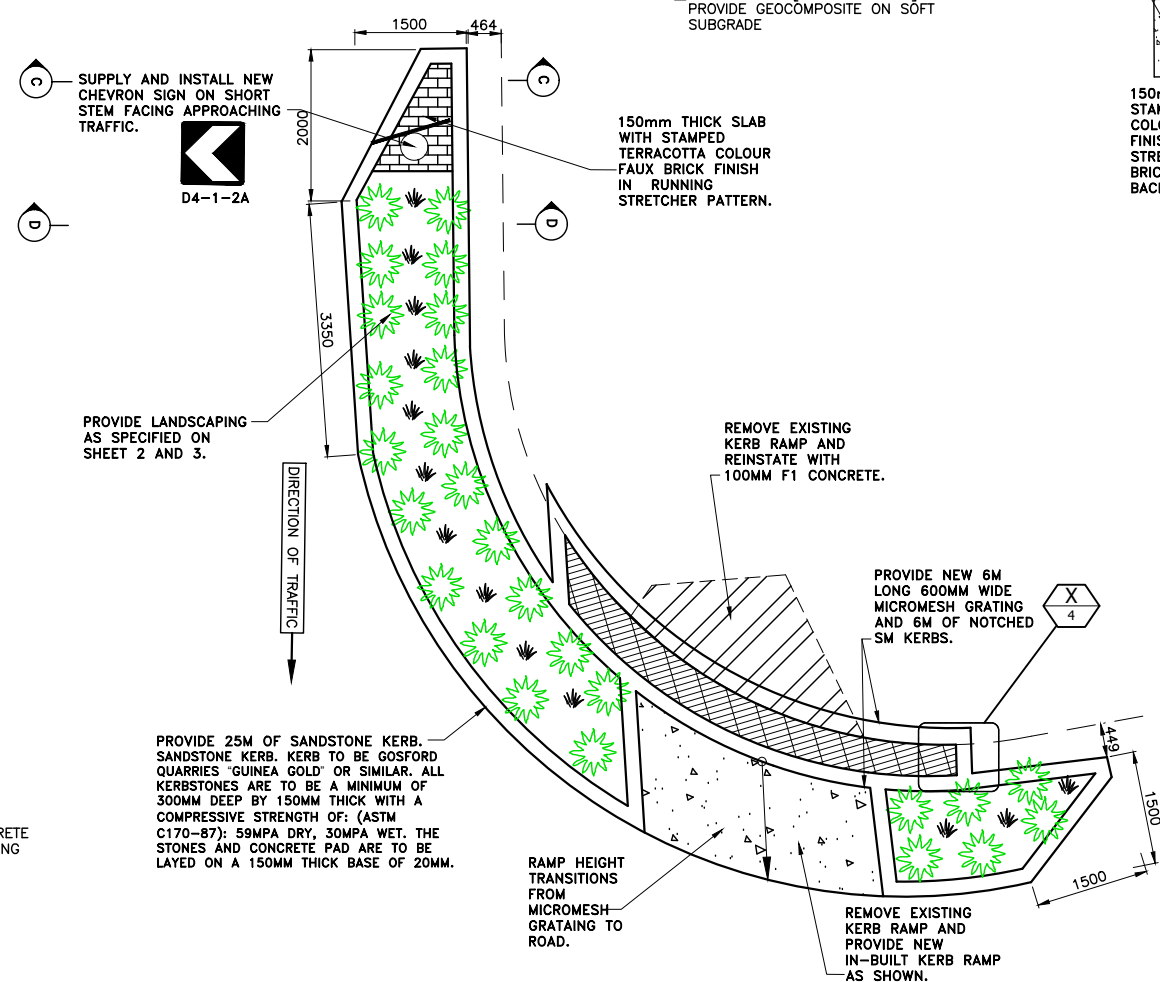 PROVIDE GEOCOMPOSITE ON SOFT
SUBGRADE
1500
464
C
C
SUPPLY AND INSTALL NEW
CHEVRON SIGN ON SHORT
STEM FACING APPROACHING
TRAFFIC.
D4-1-2A
2000
150mm THICK SLAB
WITH STAMPED
TERRACOTTA COLOUR
FAUX BRICK FINISH
IN RUNNING
STRETCHER PATTERN.
D
D
3350
PROVIDE LANDSCAPING
AS SPECIFIED ON
SHEET 2 AND 3.
DIRECTION OF TRAFFIC
REMOVE EXISTING
KERB RAMP AND
REINSTATE WITH
100MM F1 CONCRETE.
PROVIDE NEW 6M
LONG 600MM WIDE
MICROMESH GRATING
AND 6M OF NOTCHED
SM KERBS.
X
4
449
1500
1500
PROVIDE 25M OF SANDSTONE KERB.
SANDSTONE KERB. KERB TO BE GOSFORD
QUARRIES "GUINEA GOLD" OR SIMILAR. ALL
KERBSTONES ARE TO BE A MINIMUM OF
300MM DEEP BY 150MM THICK WITH A
COMPRESSIVE STRENGTH OF: (ASTM
C170-87): 59MPA DRY, 30MPA WET. THE
STONES AND CONCRETE PAD ARE TO BE
LAYED ON A 150MM THICK BASE OF 20MM.
RAMP HEIGHT
TRANSITIONS
FROM
MICROMESH
GRATAING TO
ROAD.
REMOVE EXISTING
KERB RAMP AND
PROVIDE NEW
IN-BUILT KERB RAMP
AS SHOWN.